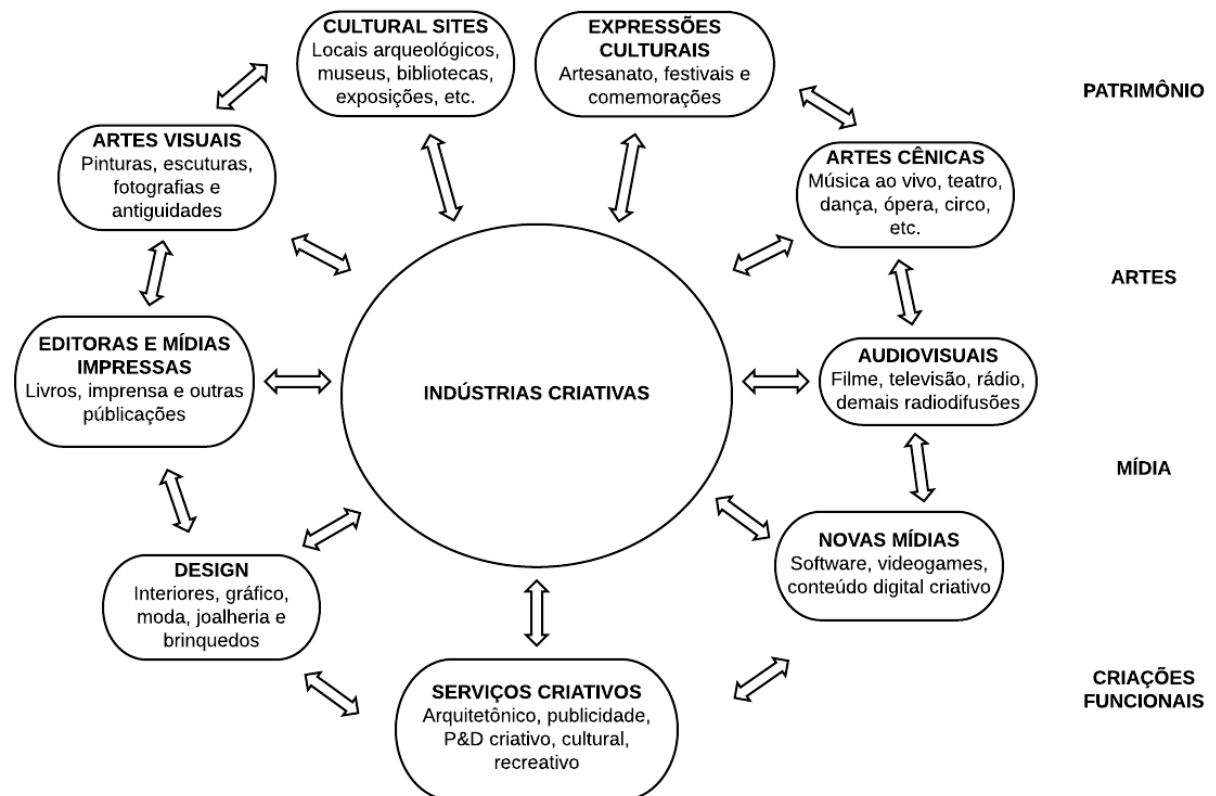 CULTURAL SITES
Locais arqueológicos,
museus, bibliotecas,
exposições, etc.
EXPRESSÕES
CULTURAIS
Artesanato, festivais e
comemorações
PATRIMÔNIO
ARTES VISUAIS
Pinturas, escuturas,
fotografias e
antiguidades
ARTES CÊNICAS
Música ao vivo, teatro,
dança, ópera, circo,
etc.
ARTES
EDITORAS E MÍDIAS
IMPRESSAS
Livros, imprensa e outras
públicações
INDÚSTRIAS CRIATIVAS
AUDIOVISUAIS
Filme, televisão, rádio,
demais radiodifusões
MÍDIA
DESIGN
Interiores, gráfico,
moda, joalheria e
brinquedos
NOVAS MÍDIAS
Software, videogames,
conteúdo digital criativo
SERVIÇOS CRIATIVOS
Arquitetônico, publicidade,
P&D criativo, cultural,
recreativo
CRIAÇÕES
FUNCIONAIS